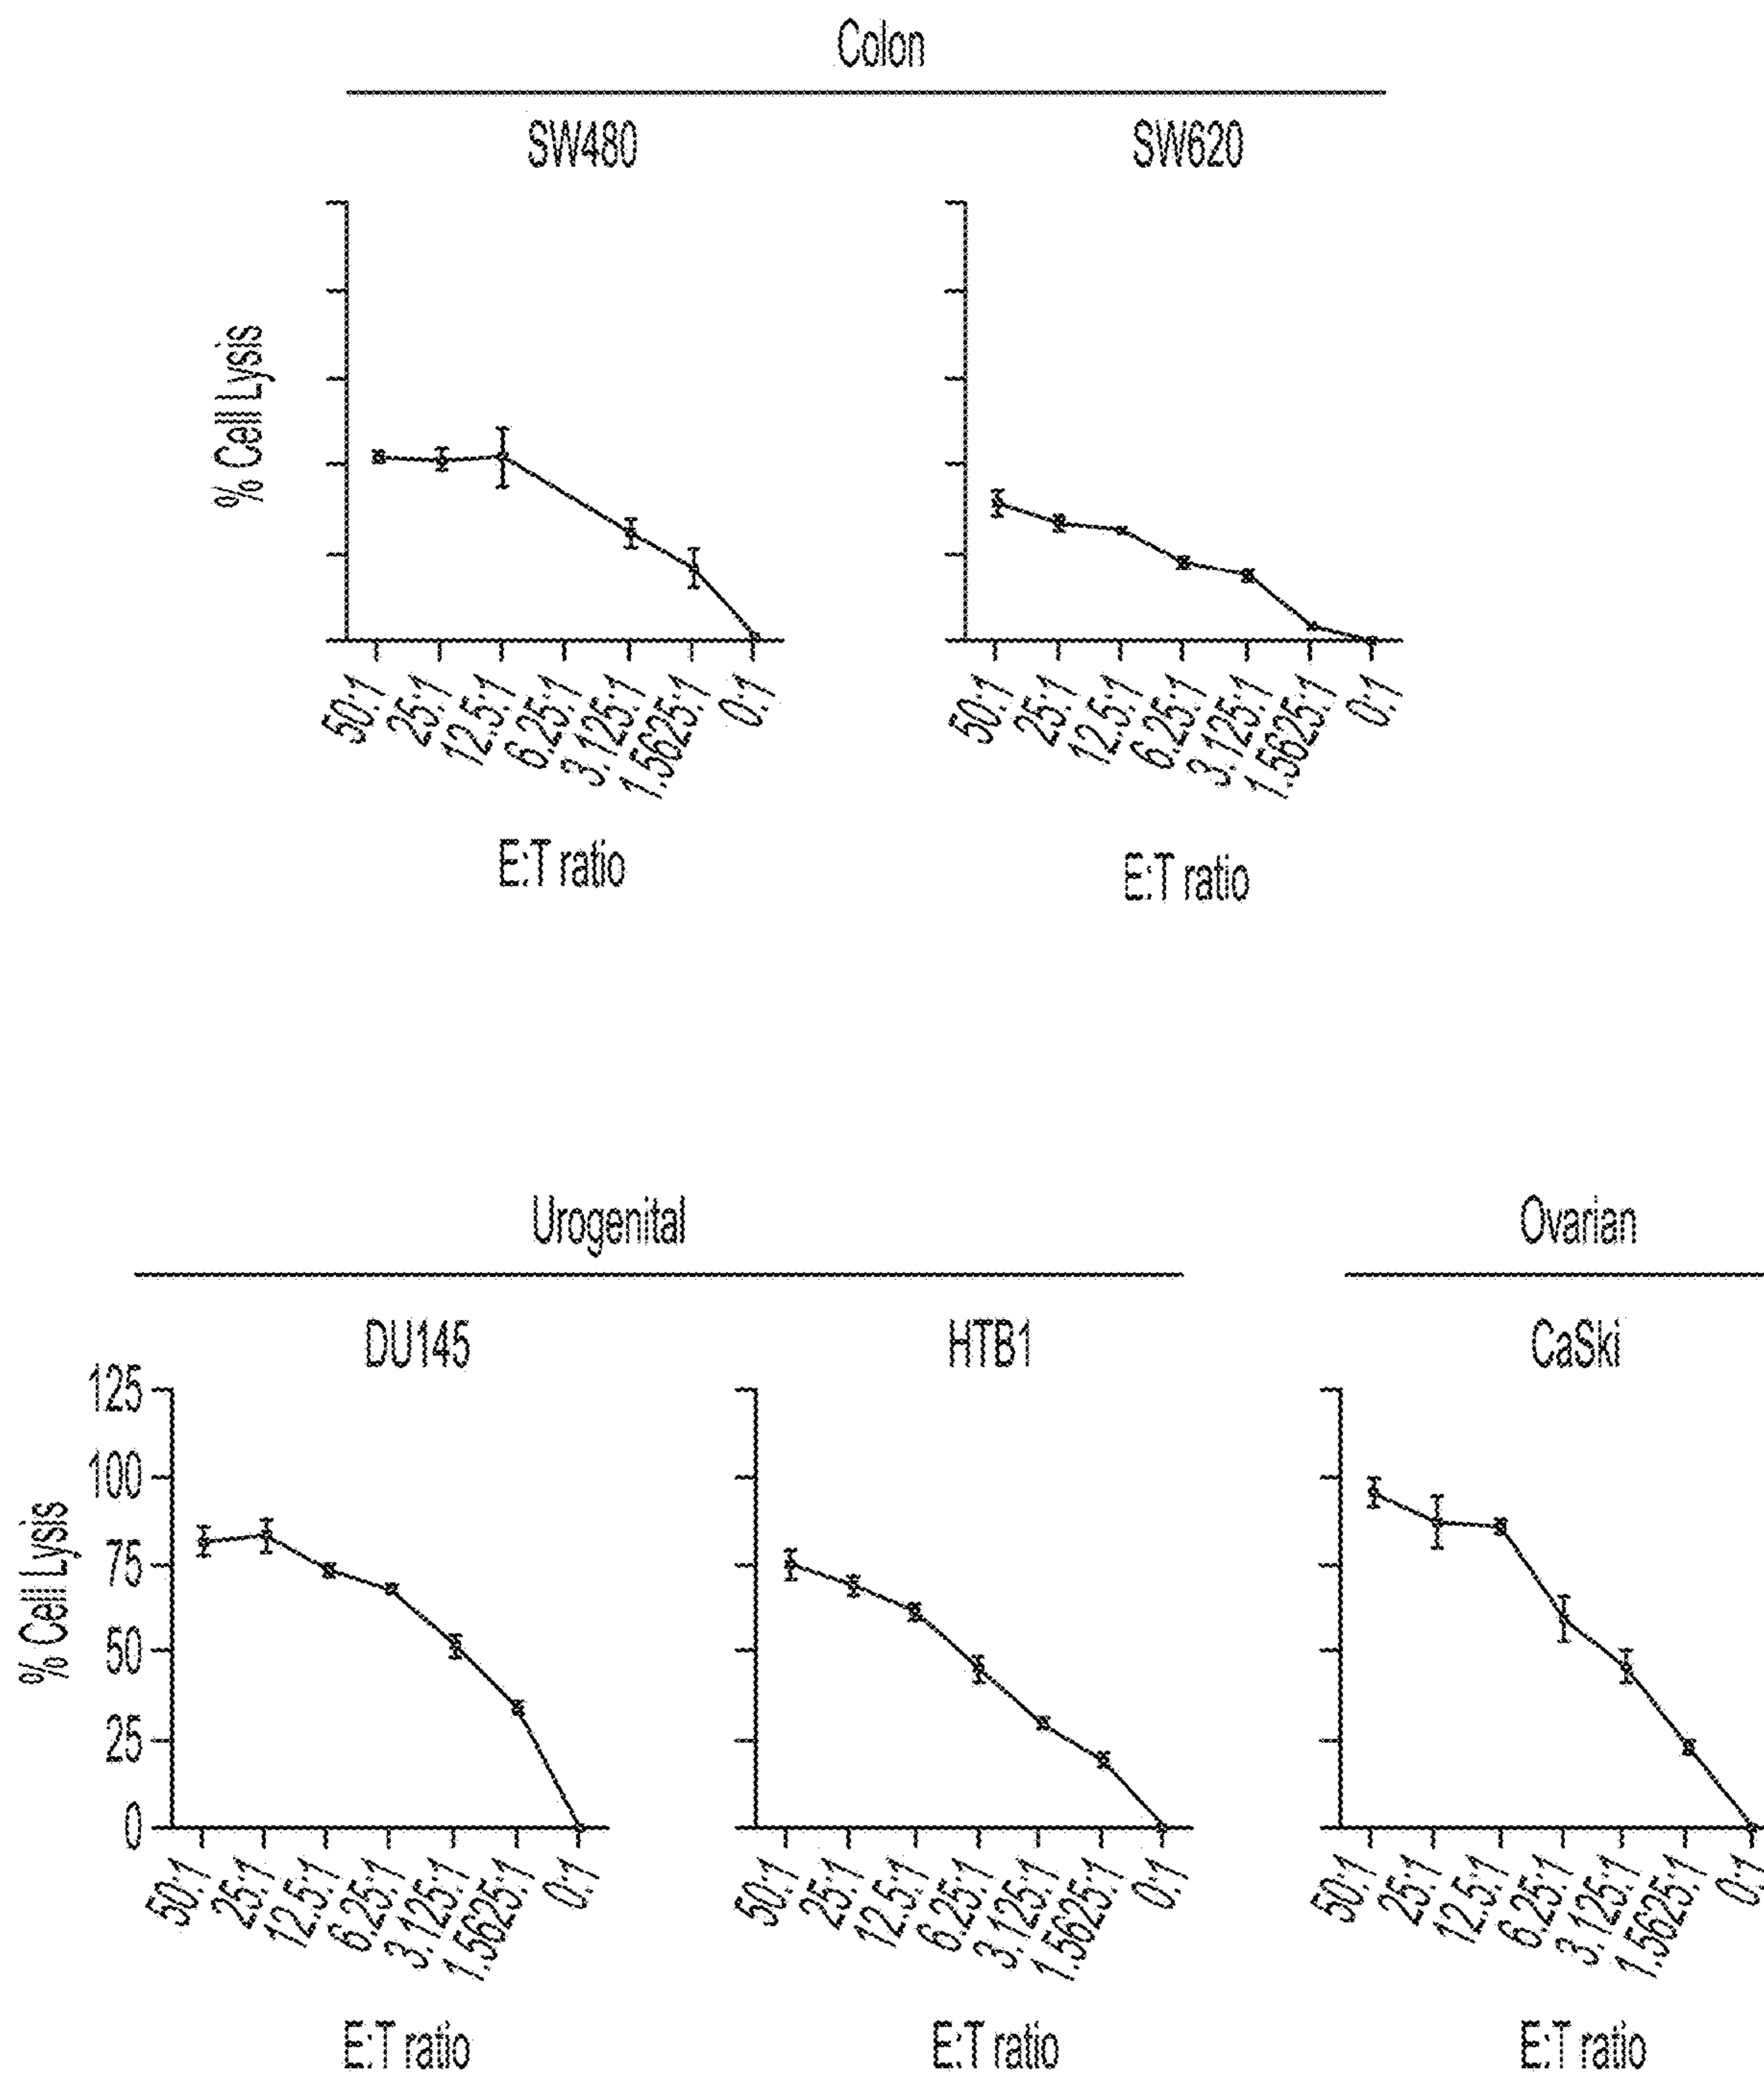 Colon
SW480
SW620
% Cell Lysis
50:1
25:1
12.5:1
6.25:1
3.125:1
1.5625:1
0:1
E:T ratio
50:1
25:1
12.5:1
6.25:1
3.125:1
1.5625:1
0:1
E:T ratio
Urogenital
Ovarian
DU145
HTB1
CaSki
% Cell Lysis
125
100
75
50
25
0
50:1
25:1
12.5:1
6.25:1
3.125:1
1.5625:1
0:1
E:T ratio
50:1
25:1
12.5:1
6.25:1
3.125:1
1.5625:1
0:1
E:T ratio
50:1
25:1
12.5:1
6.25:1
3.125:1
1.5625:1
0:1
E:T ratio